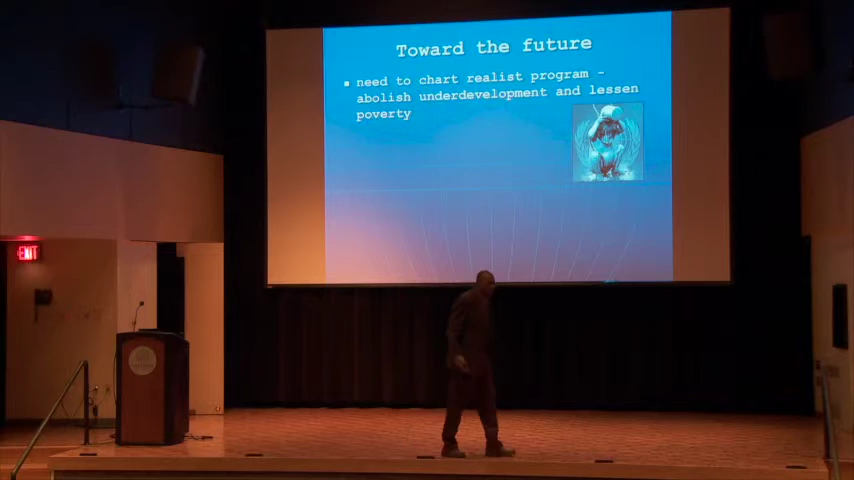 Toward the future
need to chart realist program -
abolish underdevelopment and lessen
poverty
EXIT